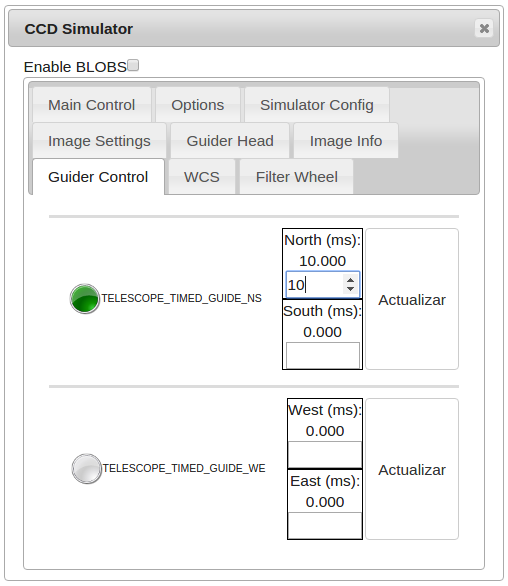 CCD Simulator
Enable BLOBS
Main Control
Options
Simulator Config
Image Settings
Guider Head
Image Info
Guider Control
WCS
Filter Wheel
TELESCOPE_TIMED_GUIDE_NS
North (ms):
10.000
10
South (ms):
0.000
Actualizar
TELESCOPE_TIMED_GUIDE_WE
West (ms):
0.000
East (ms):
0.000
Actualizar